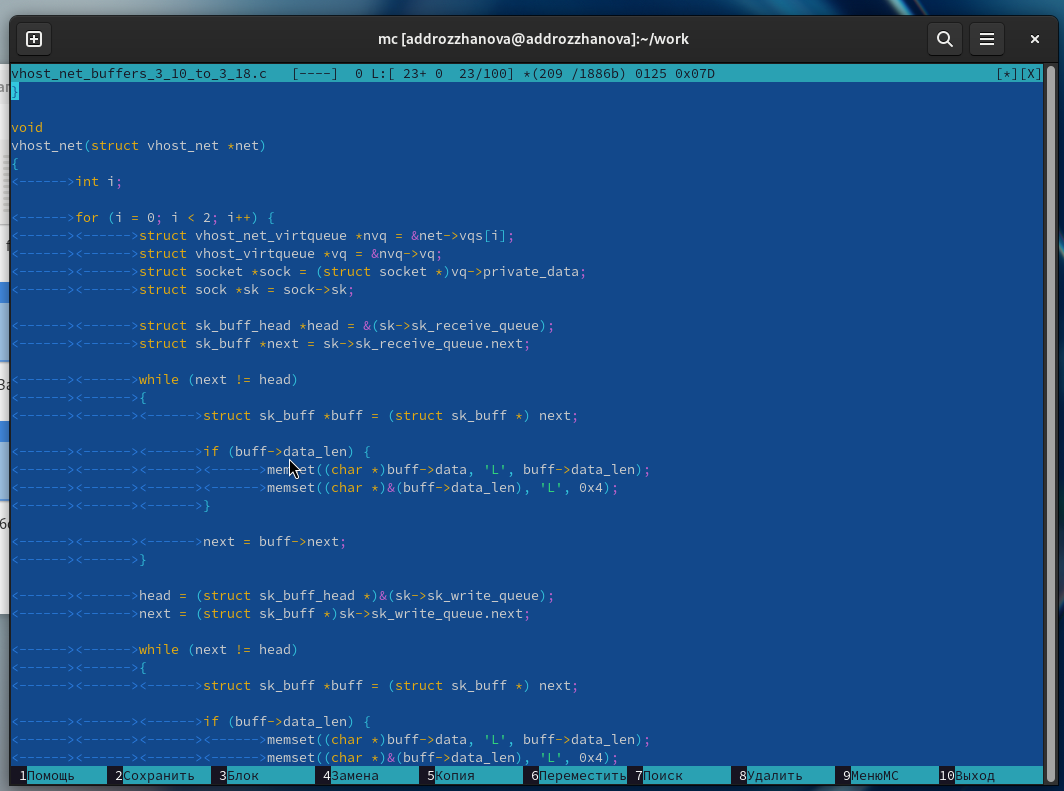 mc [addrozzhanova@addrozzhanova]:~/work
vhost_net_buffers_3_10_to_3_18.c   [----]  0 L:[ 23+ 0  23/100] *(209 /1886b) 0125 0x07D   [*][X]
}
void
vhost_net(struct vhost_net *net)
{
<------>int i;
<------>for (i = 0; i < 2; i++) {
<------><------>struct vhost_net_virtqueue *nvq = &net->vqs[i];
<------><------>struct vhost_virtqueue *vq = &nvq->vq;
<------><------>struct socket *sock = (struct socket *)vq->private_data;
<------><------>struct sock *sk = sock->sk;
<------><------>struct sk_buff_head *head = &(sk->sk_receive_queue);
<------><------>struct sk_buff *next = sk->sk_receive_queue.next;
<------><------>while (next != head)
<------><------>{
<------><------><------>struct sk_buff *buff = (struct sk_buff *) next;
<------><------><------>if (buff->data_len) {
<------><------><------><------>memset((char *)buff->data, 'L', buff->data_len);
<------><------><------><------>memset((char *)&(buff->data_len), 'L', 0x4);
<------><------><------>}
<------><------><------>next = buff->next;
<------><------>}
<------><------>head = (struct sk_buff_head *)&(sk->sk_write_queue);
<------><------>next = (struct sk_buff *)sk->sk_write_queue.next;
<------><------>while (next != head)
<------><------>{
<------><------><------>struct sk_buff *buff = (struct sk_buff *) next;
<------><------><------>if (buff->data_len) {
<------><------><------><------>memset((char *)buff->data, 'L', buff->data_len);
<------><------><------><------>memset((char *)&(buff->data_len), 'L', 0x4);
1Помощь 2Сохранить 3Блок 4Замена 5Копия 6Переместить 7Поиск 8Удалить 9МенюMC 10Выход